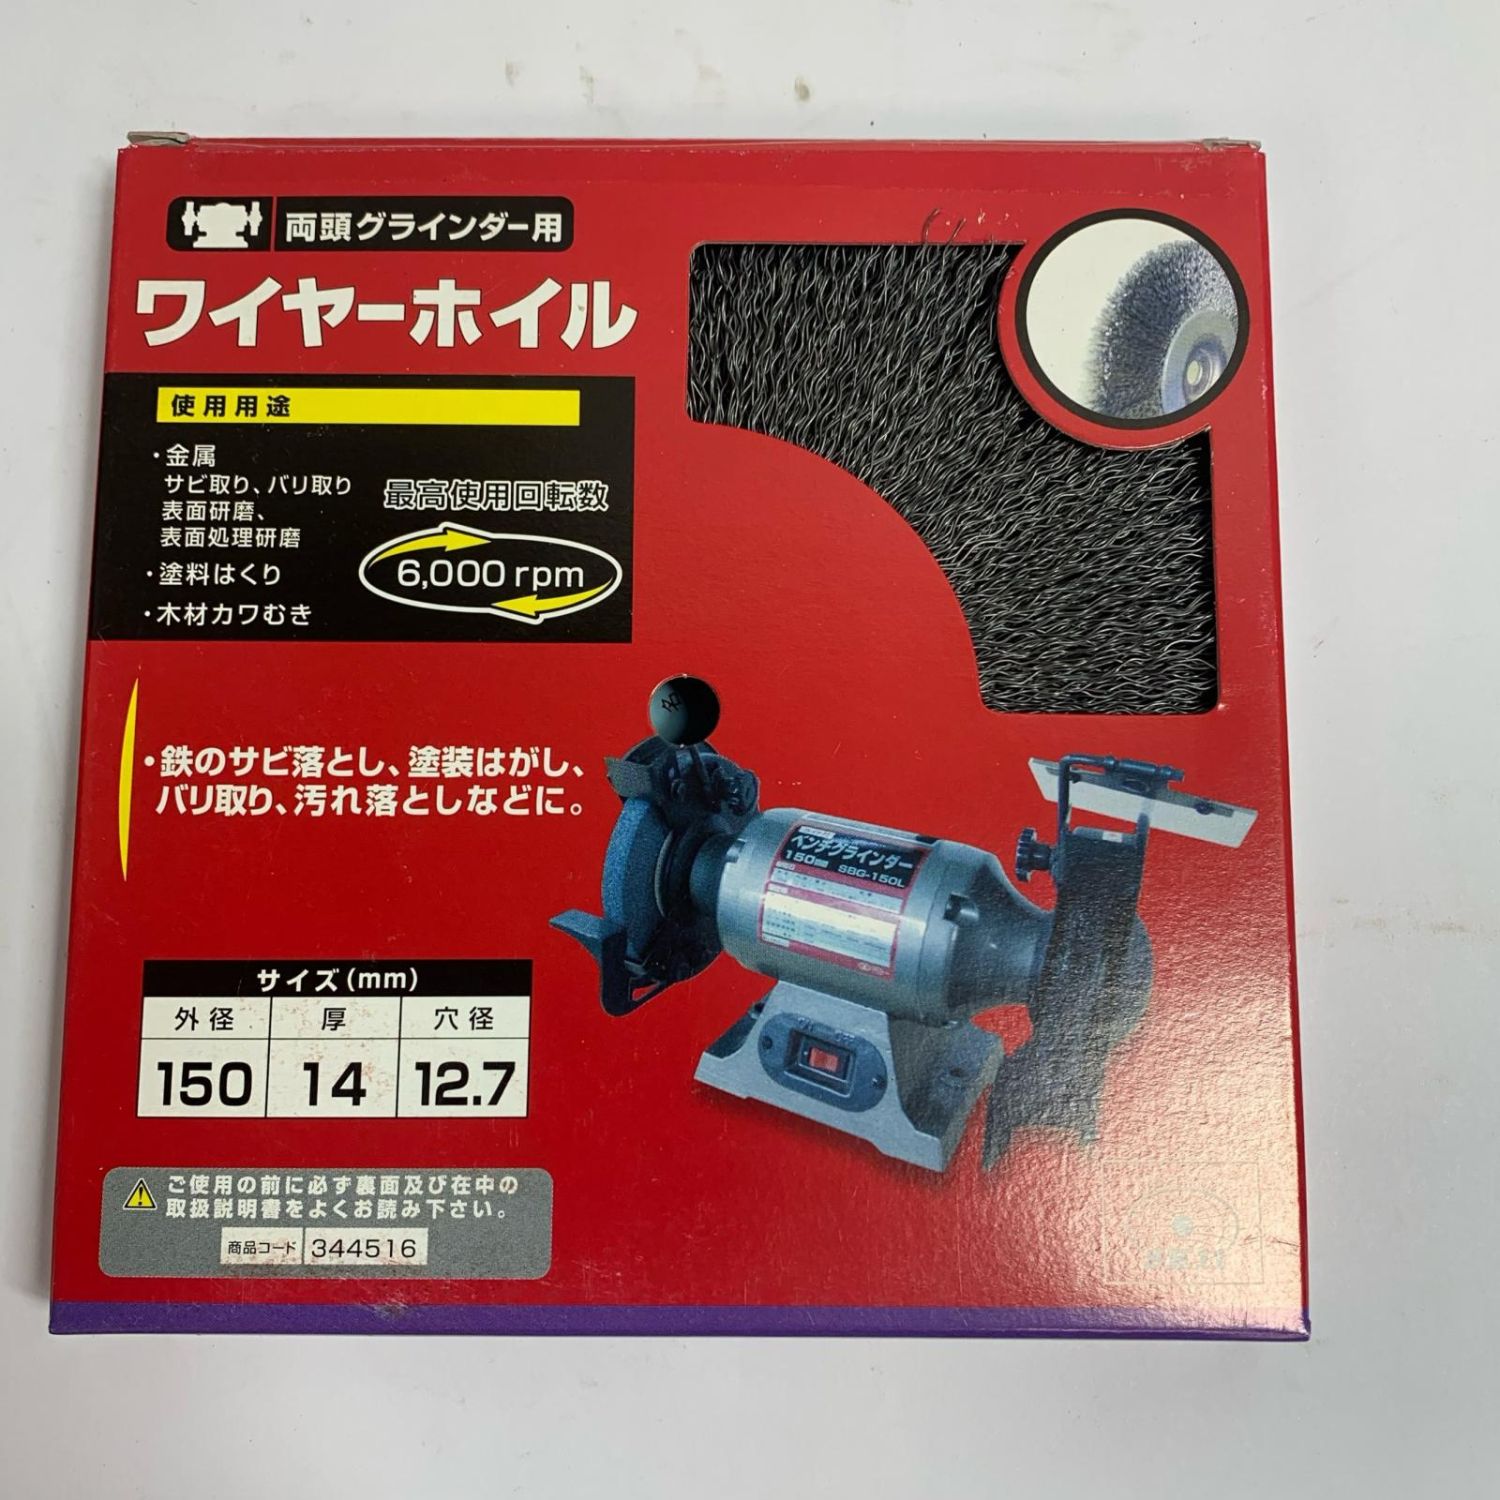 両頭グラインダー用
ワイヤーホイル
使用用途
・金属
サビ取り、バリ取り
表面研磨、
表面処理研磨
・塗料はくり
・木材カワむき
最高使用回転数
6,000 rpm
・鉄のサビ落とし、塗装はがし、
バリ取り、汚れ落としなどに。
ベンチグラインダー
150mm SBG-150L
サイズ(mm)
外径 厚 穴径
150 14 12.7
ご使用の前に必ず裏面及び在中の
取扱説明書をよくお読み下さい。
商品コード 344516